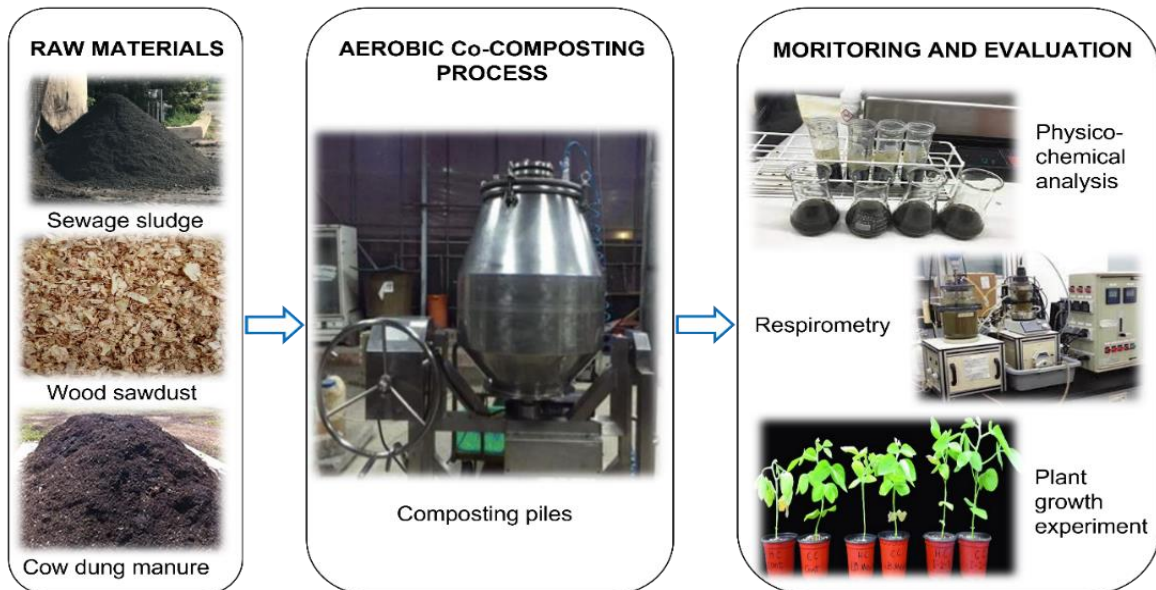 RAW MATERIALS
Sewage sludge
Wood sawdust
Cow dung manure
AEROBIC Co-COMPOSTING
PROCESS
Composting piles
MORITORING AND EVALUATION
Physico-
chemical
analysis
Respirometry
Plant
growth
experiment